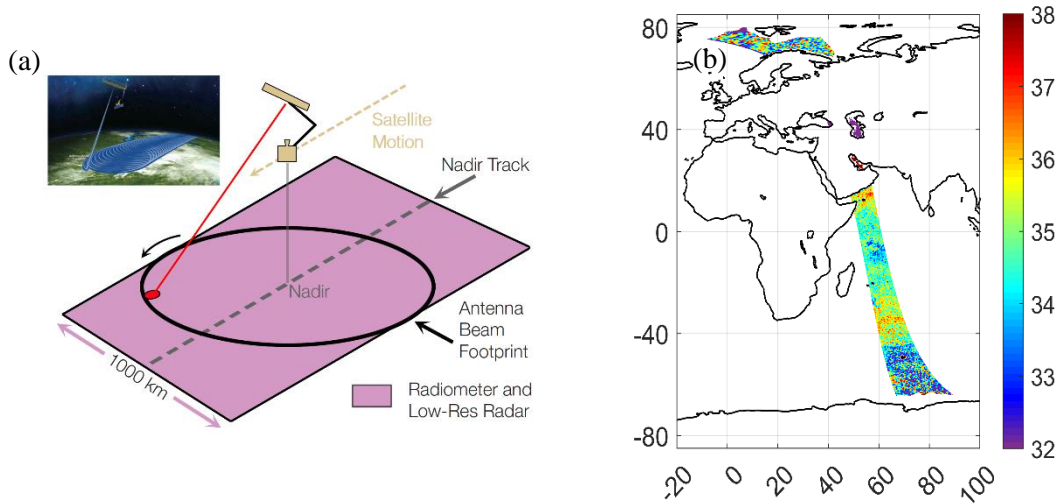 (a)
Satellite
Motion
Nadir Track
Nadir
Antenna
Beam
Footprint
1000 km
Radiometer and
Low-Res Radar
(b)
80
40
0
-40
-80
-20
0
20
40
60
80
100
38
37
36
35
34
33
32